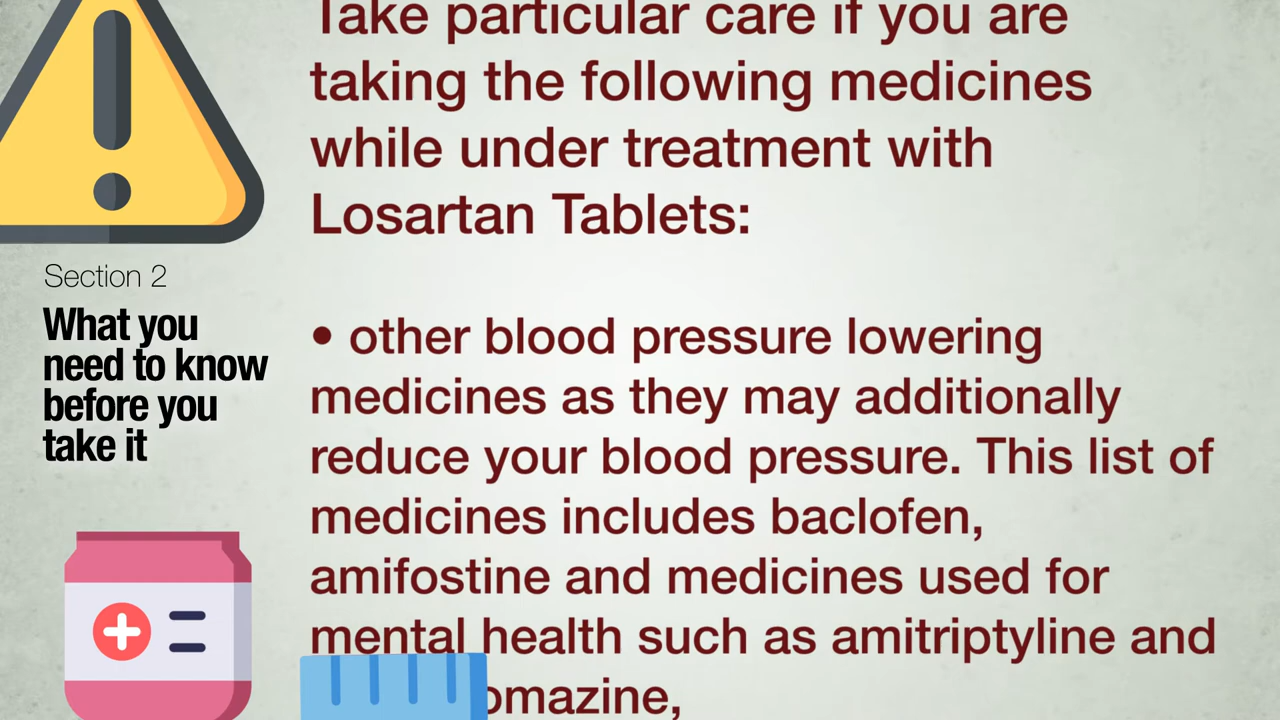 Take particular care if you are
taking the following medicines
while under treatment with
Losartan Tablets:
Section 2
What you
need to know
before you
take it
• other blood pressure lowering
medicines as they may additionally
reduce your blood pressure. This list of
medicines includes baclofen,
amifostine and medicines used for
mental health such as amitriptyline and